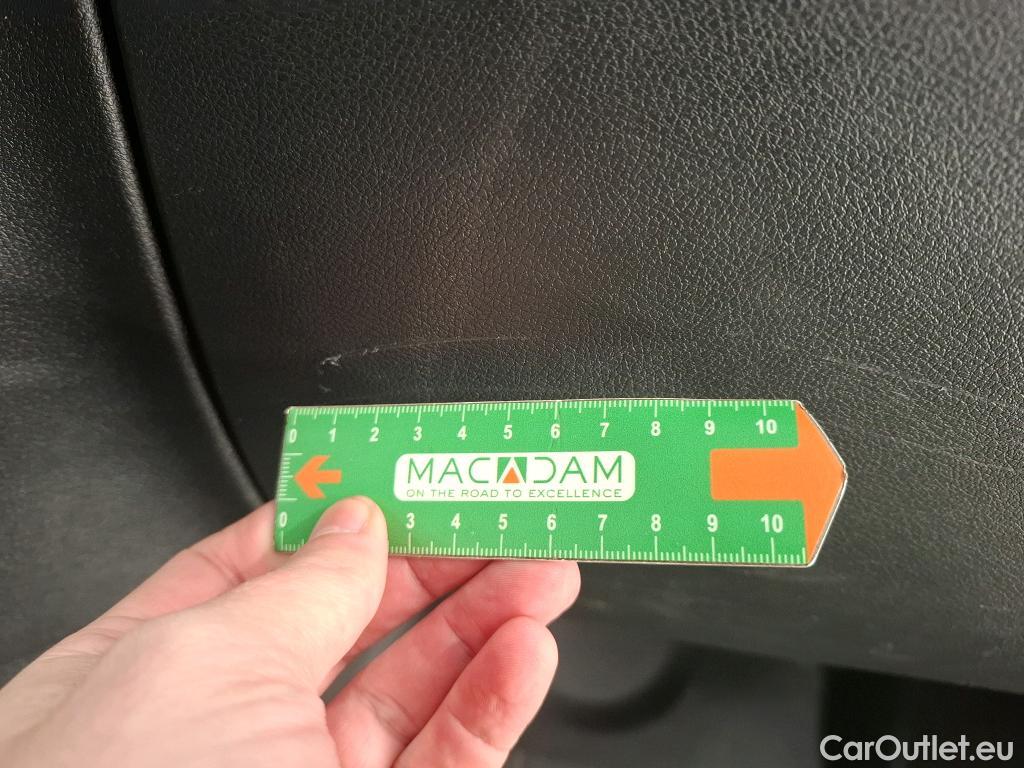 0 1 2 3 4 5 6 7 8 9 10
MACADAM
ON THE ROAD TO EXCELLENCE
0 3 4 5 6 7 8 9 10
CarOutlet.eu